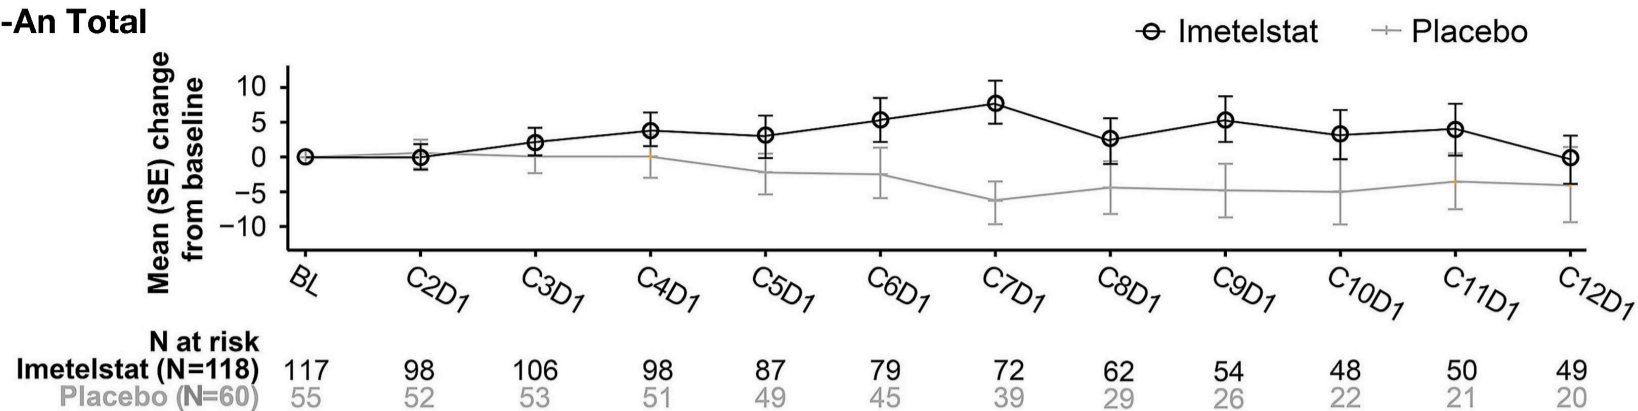 -An Total
Imetelstat Placebo
Mean (SE) change
from baseline
10
5
0
−5
−10
BL C2D1 C3D1 C4D1 C5D1 C6D1 C7D1 C8D1 C9D1 C10D1 C11D1 C12D1
N at risk
Imetelstat (N=118) 117 98 106 98 87 79 72 62 54 48 50 49
Placebo (N=60) 55 52 53 51 49 45 39 29 26 22 21 20